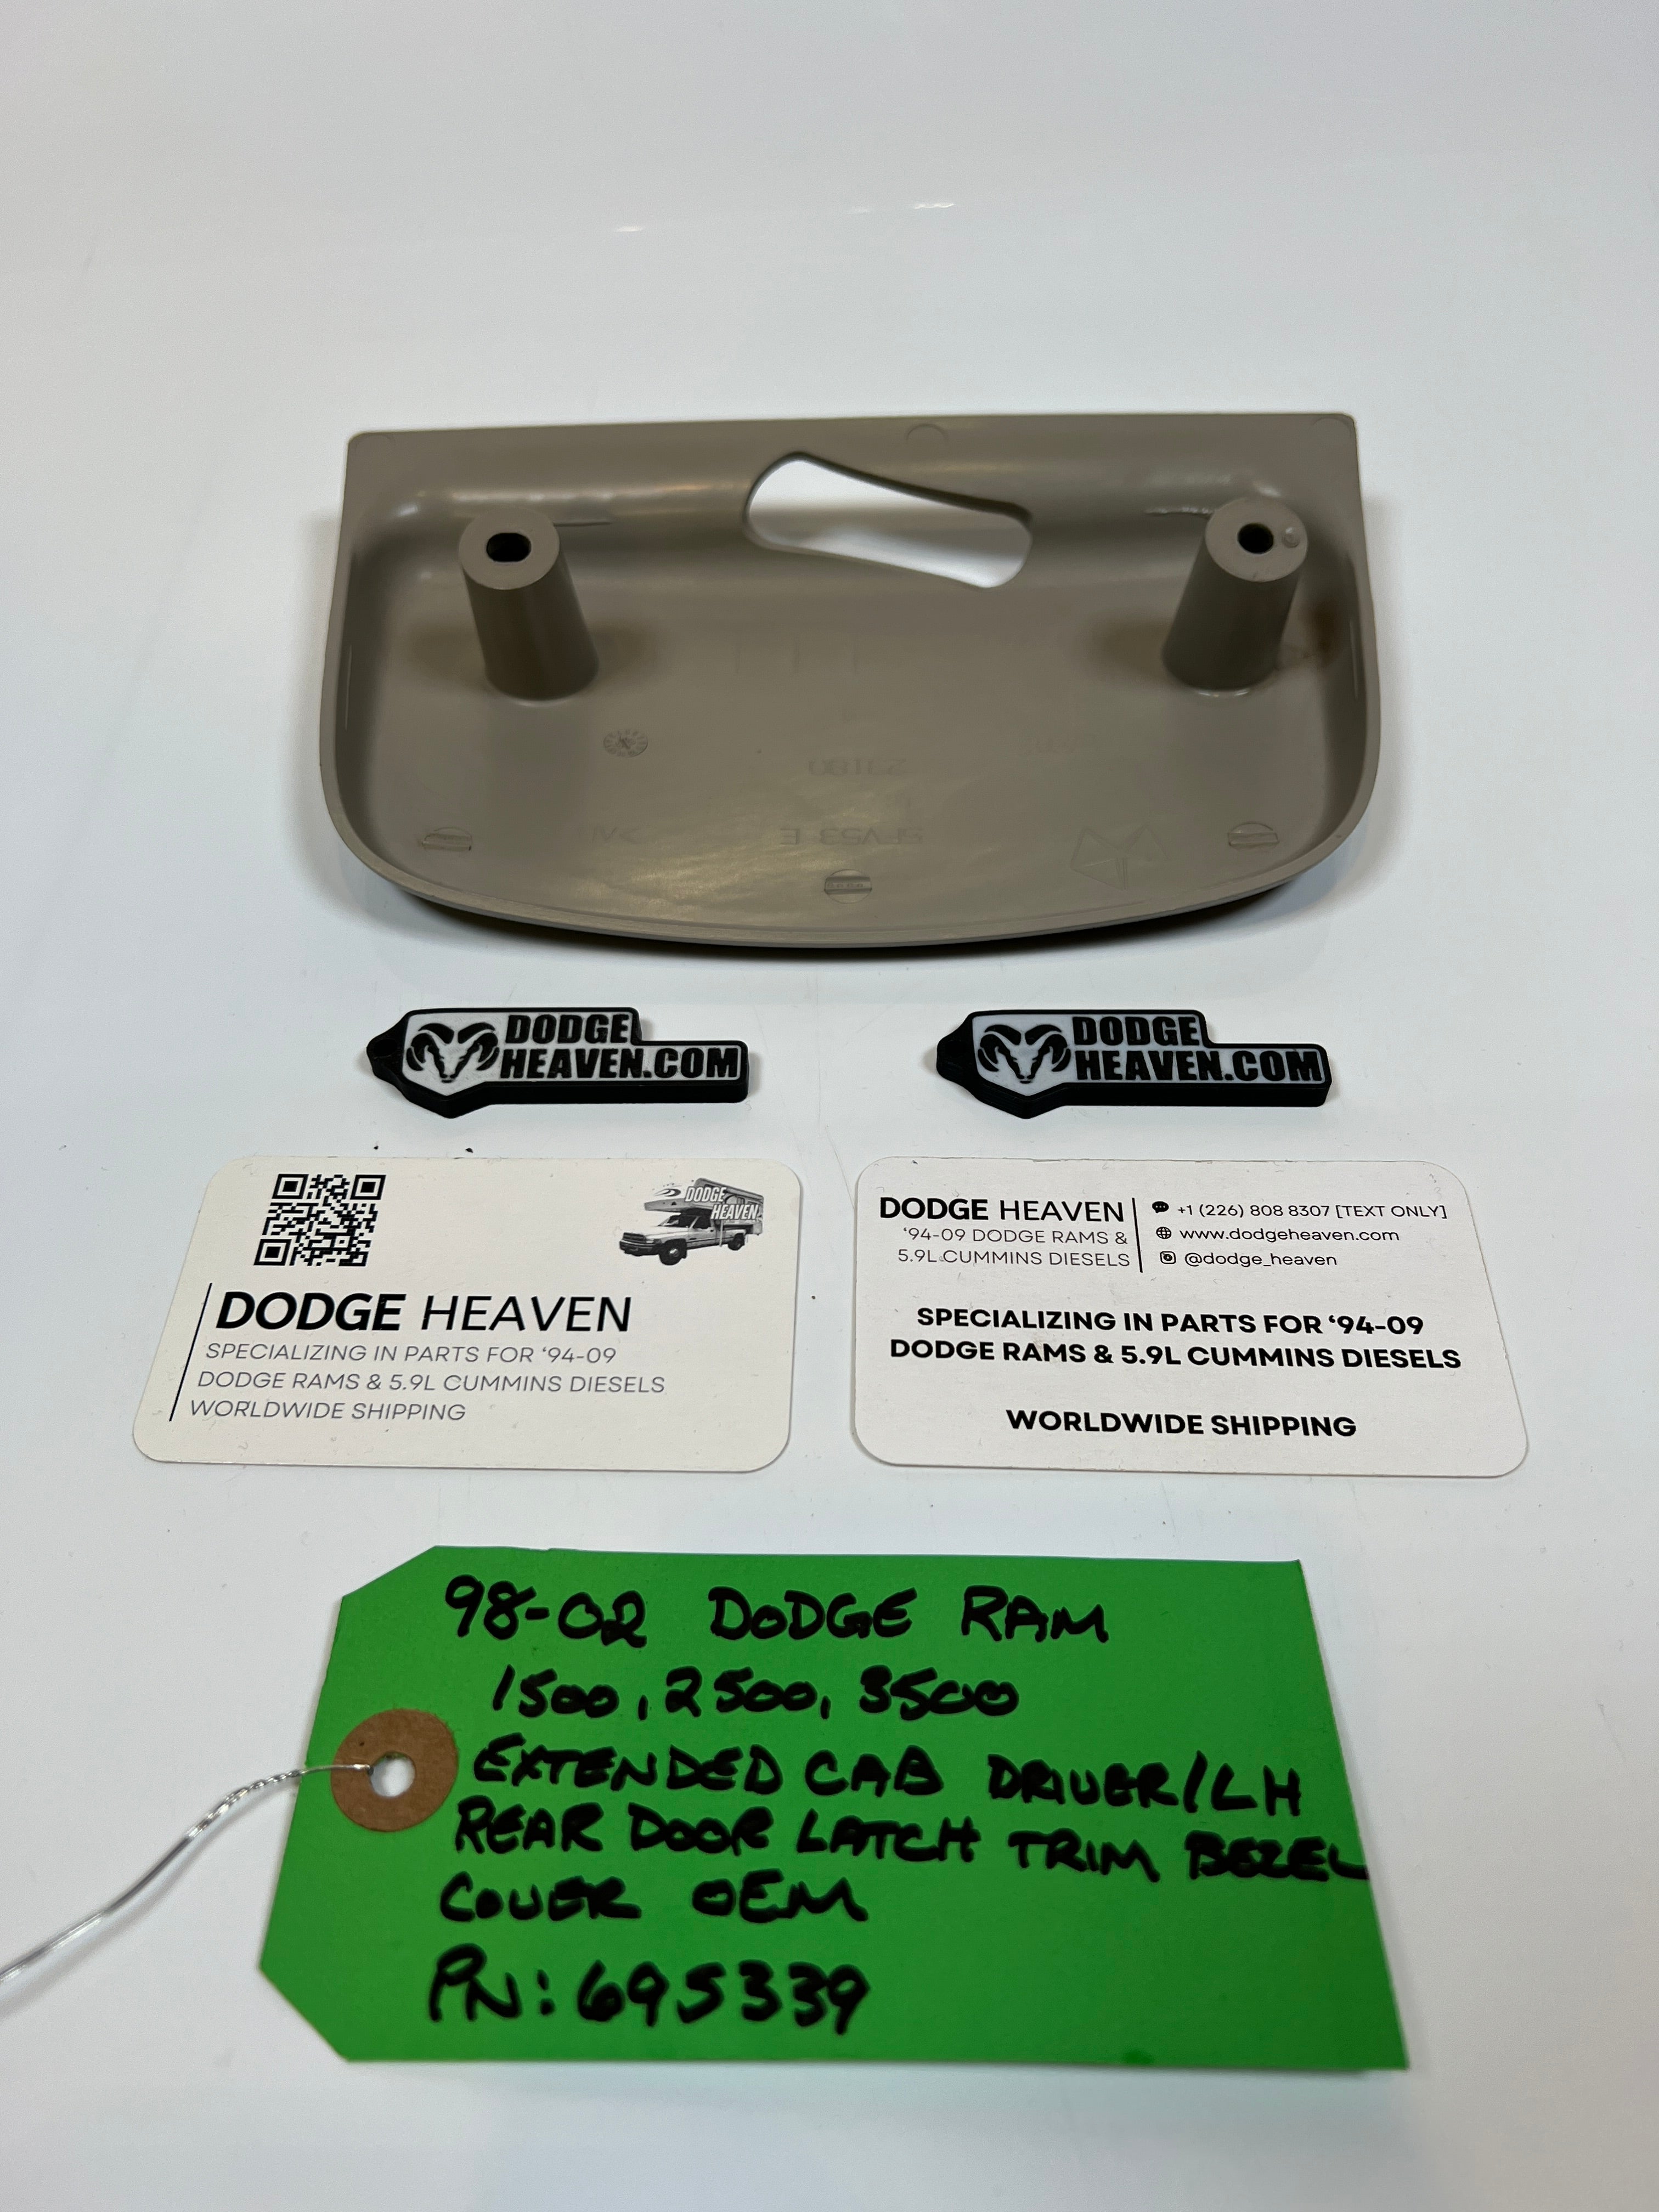 DODGE
HEAVEN.COM
DODGE
HEAVEN.COM
DODGE
HEAVEN
DODGE HEAVEN
SPECIALIZING IN PARTS FOR ‘94-09
DODGE RAMS & 5.9L CUMMINS DIESELS
WORLDWIDE SHIPPING
DODGE HEAVEN
‘94-09 DODGE RAMS &
5.9L CUMMINS DIESELS
+1 (226) 808 8307 [TEXT ONLY]
www.dodgeheaven.com
@dodge_heaven
SPECIALIZING IN PARTS FOR ‘94-09
DODGE RAMS & 5.9L CUMMINS DIESELS
WORLDWIDE SHIPPING
98-02 DODGE RAM
1500, 2500, 3500
EXTENDED CAB DRIVER/LH
REAR DOOR LATCH TRIM BEZEL
COVER OEM
PN: 695339